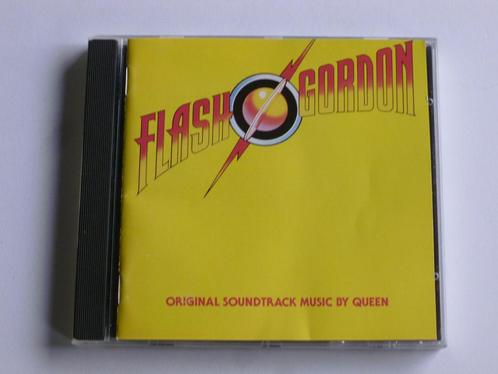 FLASH GORDON
ORIGINAL SOUNDTRACK MUSIC BY QUEEN